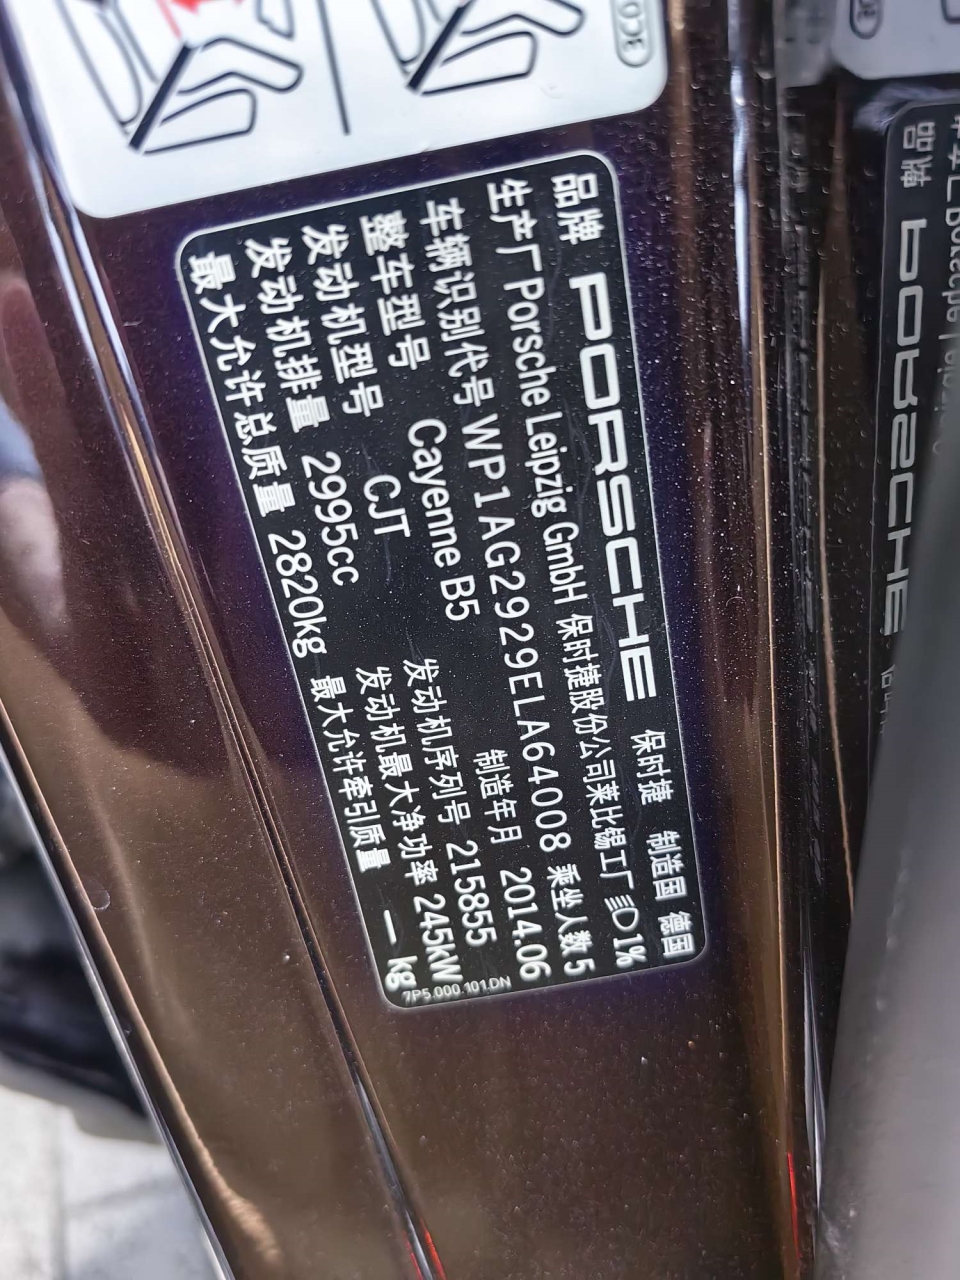 品牌 PORSCHE 保时捷 制造国 德国
生产厂 Porsche Leipzig GmbH 保时捷股份公司莱比锡工厂 1%
车辆识别代号 WP1AG2929ELA64008 乘坐人数 5
整车型号 Cayenne B5 制造年月 2014.06
发动机型号 CJT 发动机序列号 215855
发动机排量 2995cc 发动机最大净功率 245kW
最大允许总质量 2820kg 最大允许牵引质量 — kg
7P5.000.101.DN